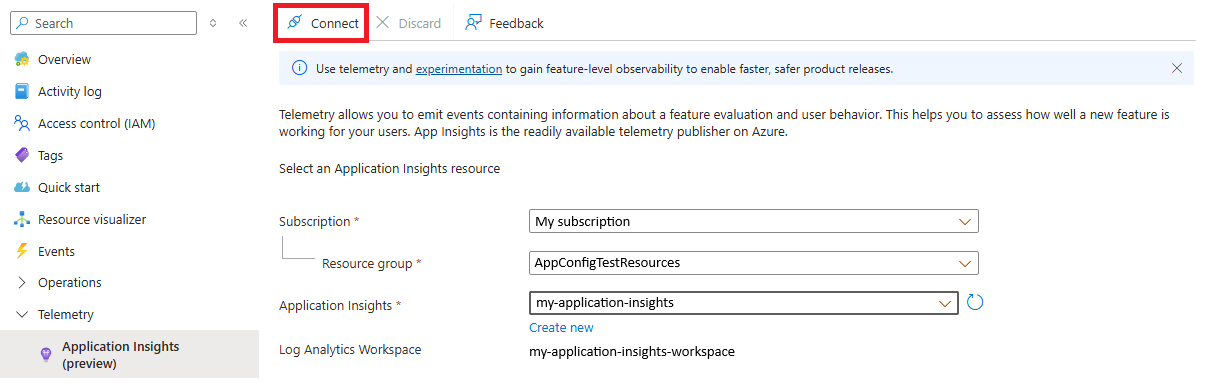 Search
Overview
Activity log
Access control (IAM)
Tags
Quick start
Resource visualizer
Events
Operations
Telemetry
Application Insights
(preview)
Connect
Discard
Feedback
Use telemetry and experimentation to gain feature-level observability to enable faster, safer product releases.
Telemetry allows you to emit events containing information about a feature evaluation and user behavior. This helps you to assess how well a new feature is
working for your users. App Insights is the readily available telemetry publisher on Azure.
Select an Application Insights resource
Subscription *
My subscription
Resource group *
AppConfigTestResources
Application Insights *
my-application-insights
Create new
Log Analytics Workspace
my-application-insights-workspace